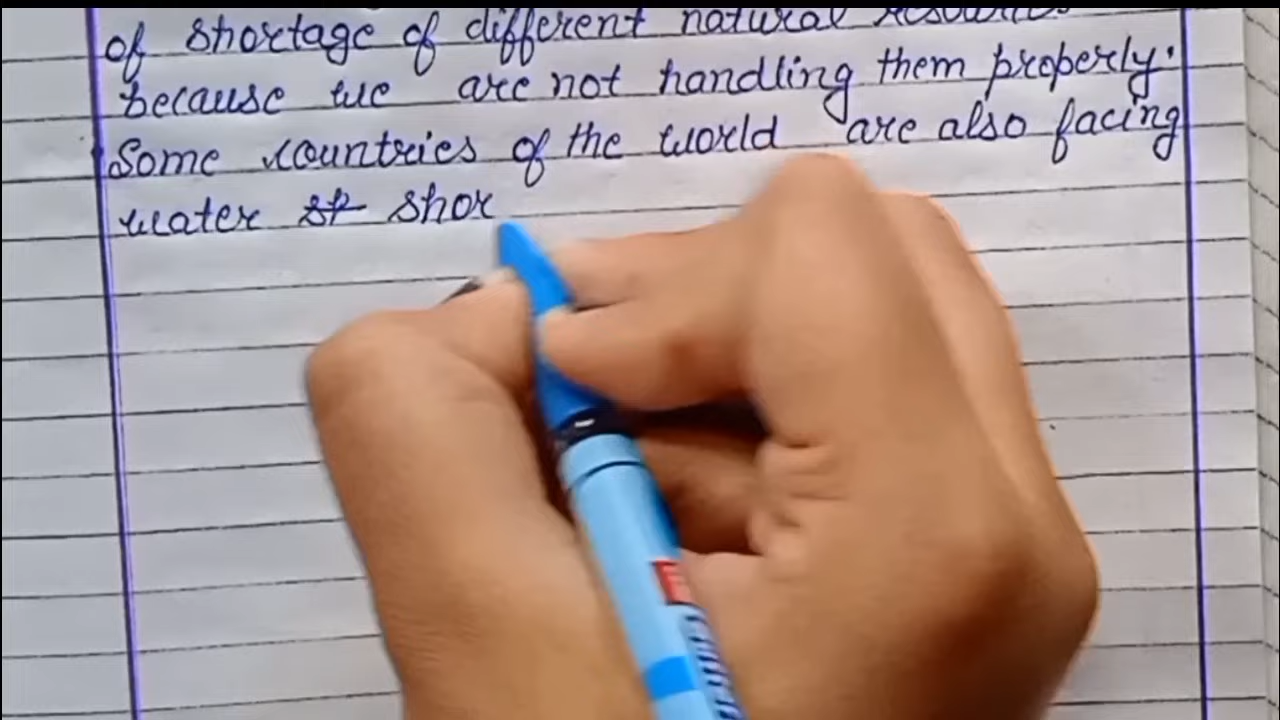 of shortage of different natural resources
because we are not handling them properly.
Some countries of the world are also facing
water shor